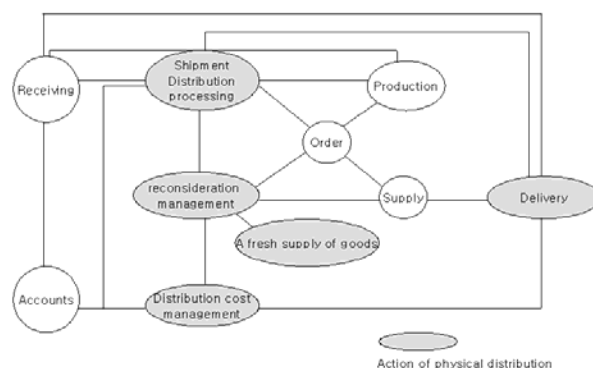 Shipment
Distribution
processing
Receiving
Production
Order
reconsideration
management
Supply
Delivery
A fresh supply of goods
Accounts
Distribution cost
management
Action of physical distribution